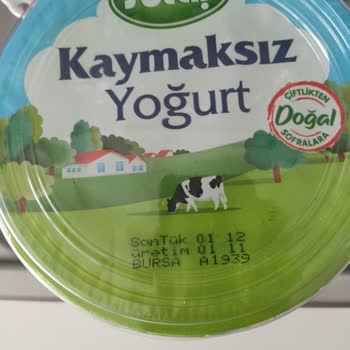 Kaymaksız
Yoğurt
ÇİFTLİKTEN
Doğal
SOFRALARA
SonTük 01 12
üretim 01 11
BURSA A1939